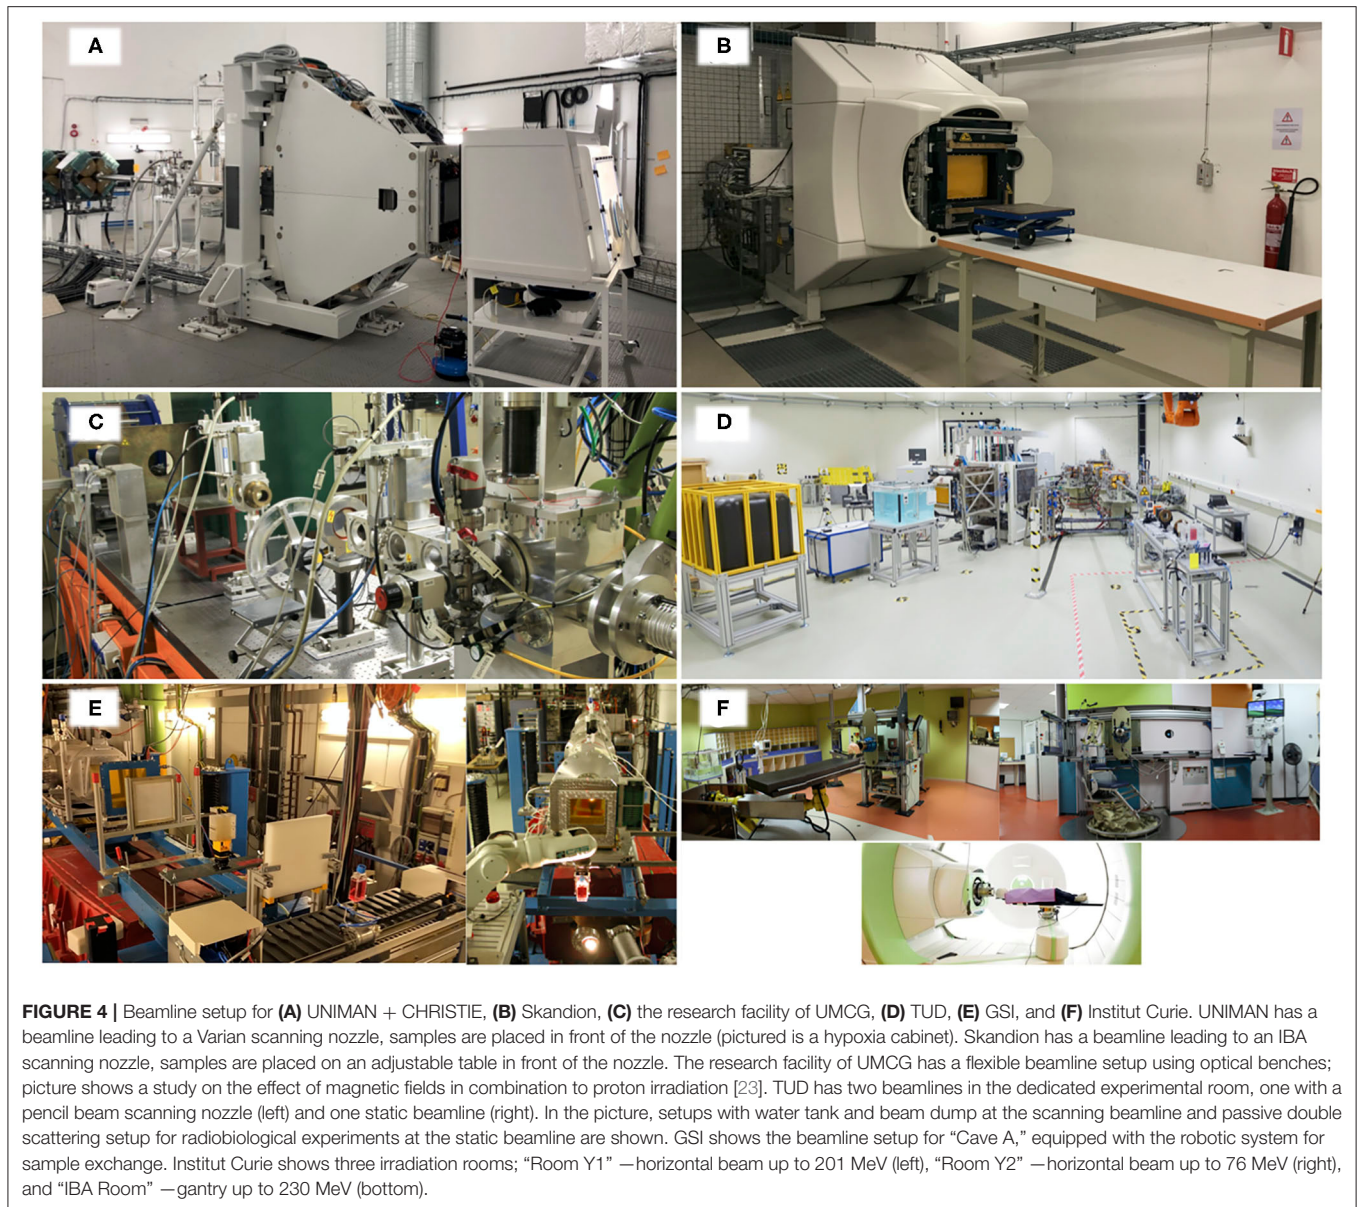 A
B
C
D
E
F
FIGURE 4 | Beamline setup for (A) UNIMAN + CHRISTIE, (B) Skandion, (C) the research facility of UMCG, (D) TUD, (E) GSI, and (F) Institut Curie. UNIMAN has a
beamline leading to a Varian scanning nozzle, samples are placed in front of the nozzle (pictured is a hypoxia cabinet). Skandion has a beamline leading to an IBA
scanning nozzle, samples are placed on an adjustable table in front of the nozzle. The research facility of UMCG has a flexible beamline setup using optical benches;
picture shows a study on the effect of magnetic fields in combination to proton irradiation [23]. TUD has two beamlines in the dedicated experimental room, one with a
pencil beam scanning nozzle (left) and one static beamline (right). In the picture, setups with water tank and beam dump at the scanning beamline and passive double
scattering setup for radiobiological experiments at the static beamline are shown. GSI shows the beamline setup for “Cave A,” equipped with the robotic system for
sample exchange. Institut Curie shows three irradiation rooms; “Room Y1” —horizontal beam up to 201 MeV (left), “Room Y2” —horizontal beam up to 76 MeV (right),
and “IBA Room” —gantry up to 230 MeV (bottom).